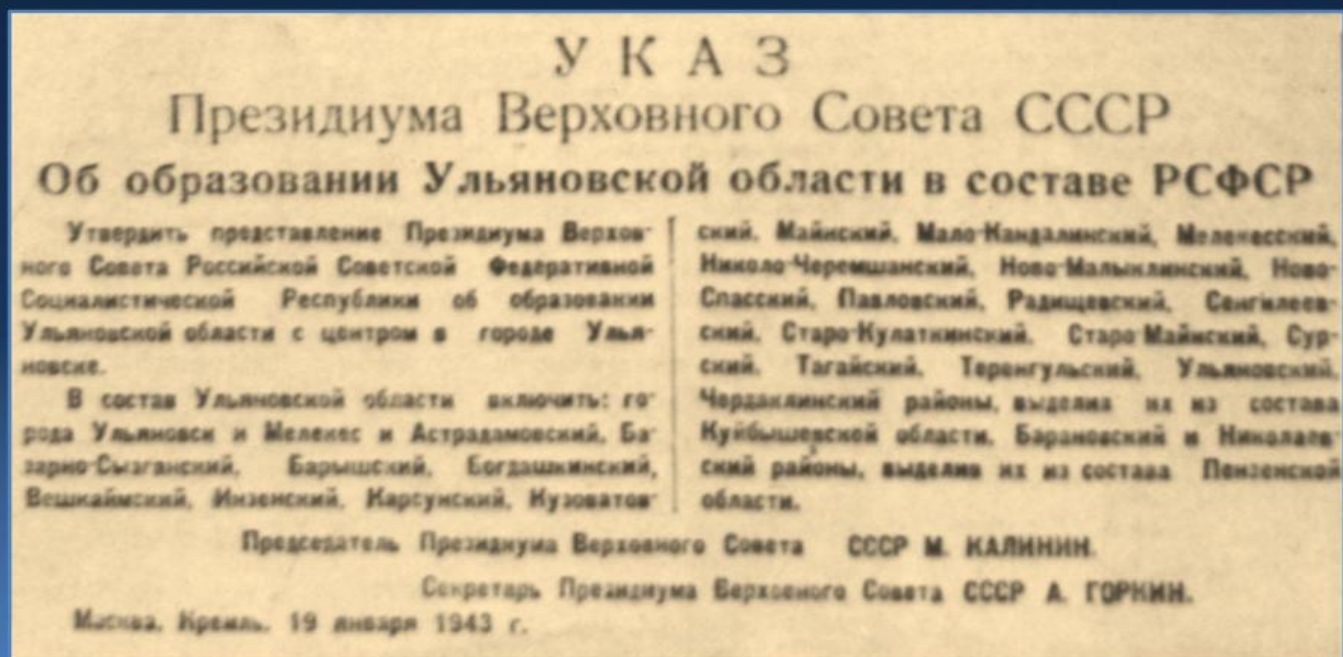 УКАЗ
Президиума Верховного Совета СССР
Об образовании Ульяновской области в составе РСФСР
Утвердить представление Президиума Верхов-
ного Совета Российской Советской Федеративной
Социалистической Республики об образовании
Ульяновской области с центром в городе Улья-
новске.
В состав Ульяновской области включить: го-
рода Ульяновск и Мелекес и Астрадамовский, Ба-
зарно-Сызганский, Барышский, Богдашкинский,
Вешкаймский, Инзенский, Карсунский, Кузоватов-
ский, Майнский, Мало-Кандалинский, Мелекесский,
Николо-Черемшанский, Ново-Малыклинский, Ново-
Спасский, Павловский, Радищевский, Сенгилеев-
ский, Старо-Кулаткинский, Старо-Майнский, Сур-
ский, Тагайский, Теренгульский, Ульяновский,
Чердаклинский районы, выделив их из состава
Куйбышевской области, Барановский и Николаев-
ский районы, выделив их из состава Пензенской
области.
Председатель Президиума Верховного Совета СССР М. КАЛИНИН.
Секретарь Президиума Верховного Совета СССР А. ГОРКИН.
Москва, Кремль. 19 января 1943 г.